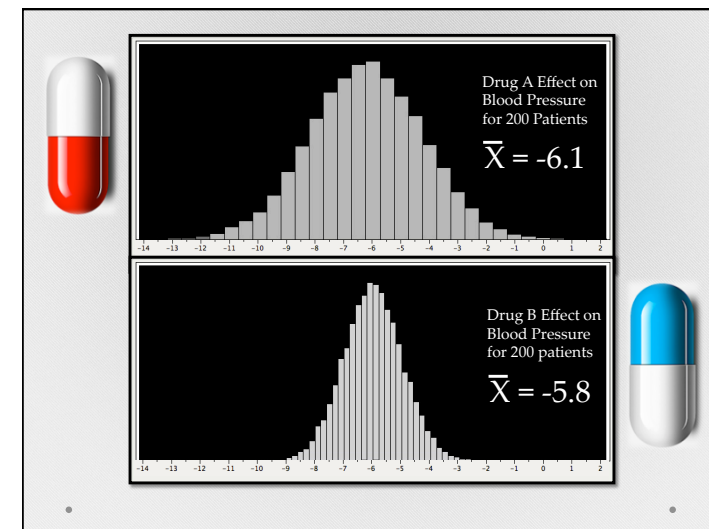 Drug A Effect on
Blood Pressure
for 200 Patients
X̅ = -6.1
-14 -13 -12 -11 -10 -9 -8 -7 -6 -5 -4 -3 -2 -1 0 1 2
Drug B Effect on
Blood Pressure
for 200 patients
X̅ = -5.8
-14 -13 -12 -11 -10 -9 -8 -7 -6 -5 -4 -3 -2 -1 0 1 2